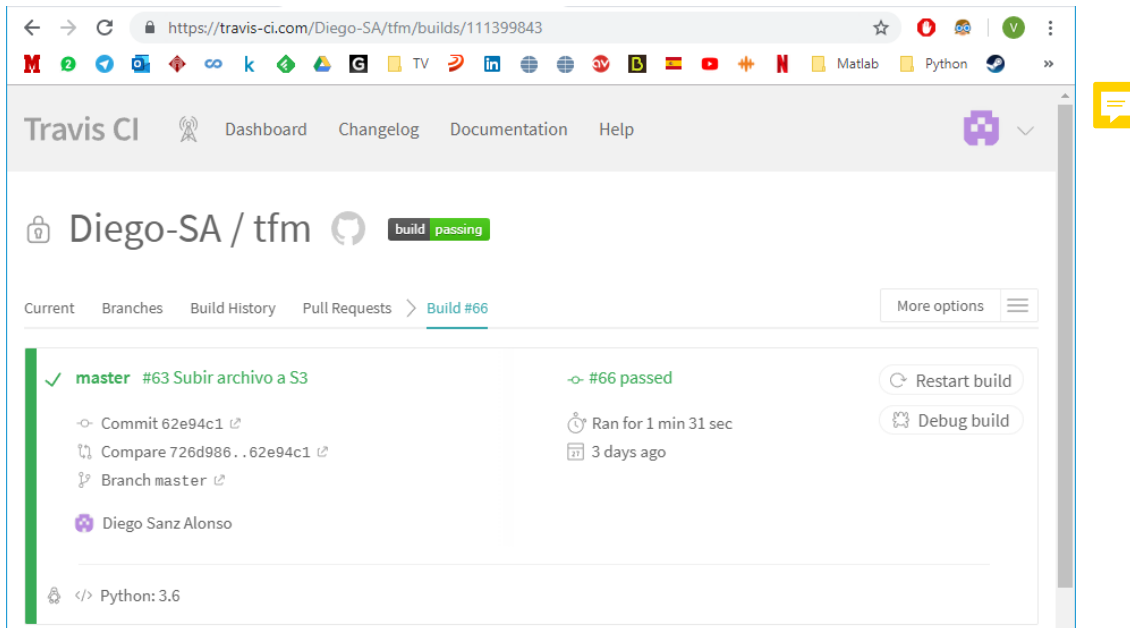 https://travis-ci.com/Diego-SA/tfm/builds/111399843
V
M 2 k G TV in av B N Matlab Python »
Travis CI Dashboard Changelog Documentation Help
Diego-SA / tfm build passing
Current Branches Build History Pull Requests Build #66 More options
master #63 Subir archivo a S3 #66 passed Restart build
Commit 62e94c1 Ran for 1 min 31 sec Debug build
Compare 726d986..62e94c1 3 days ago
Branch master
Diego Sanz Alonso
</> Python: 3.6